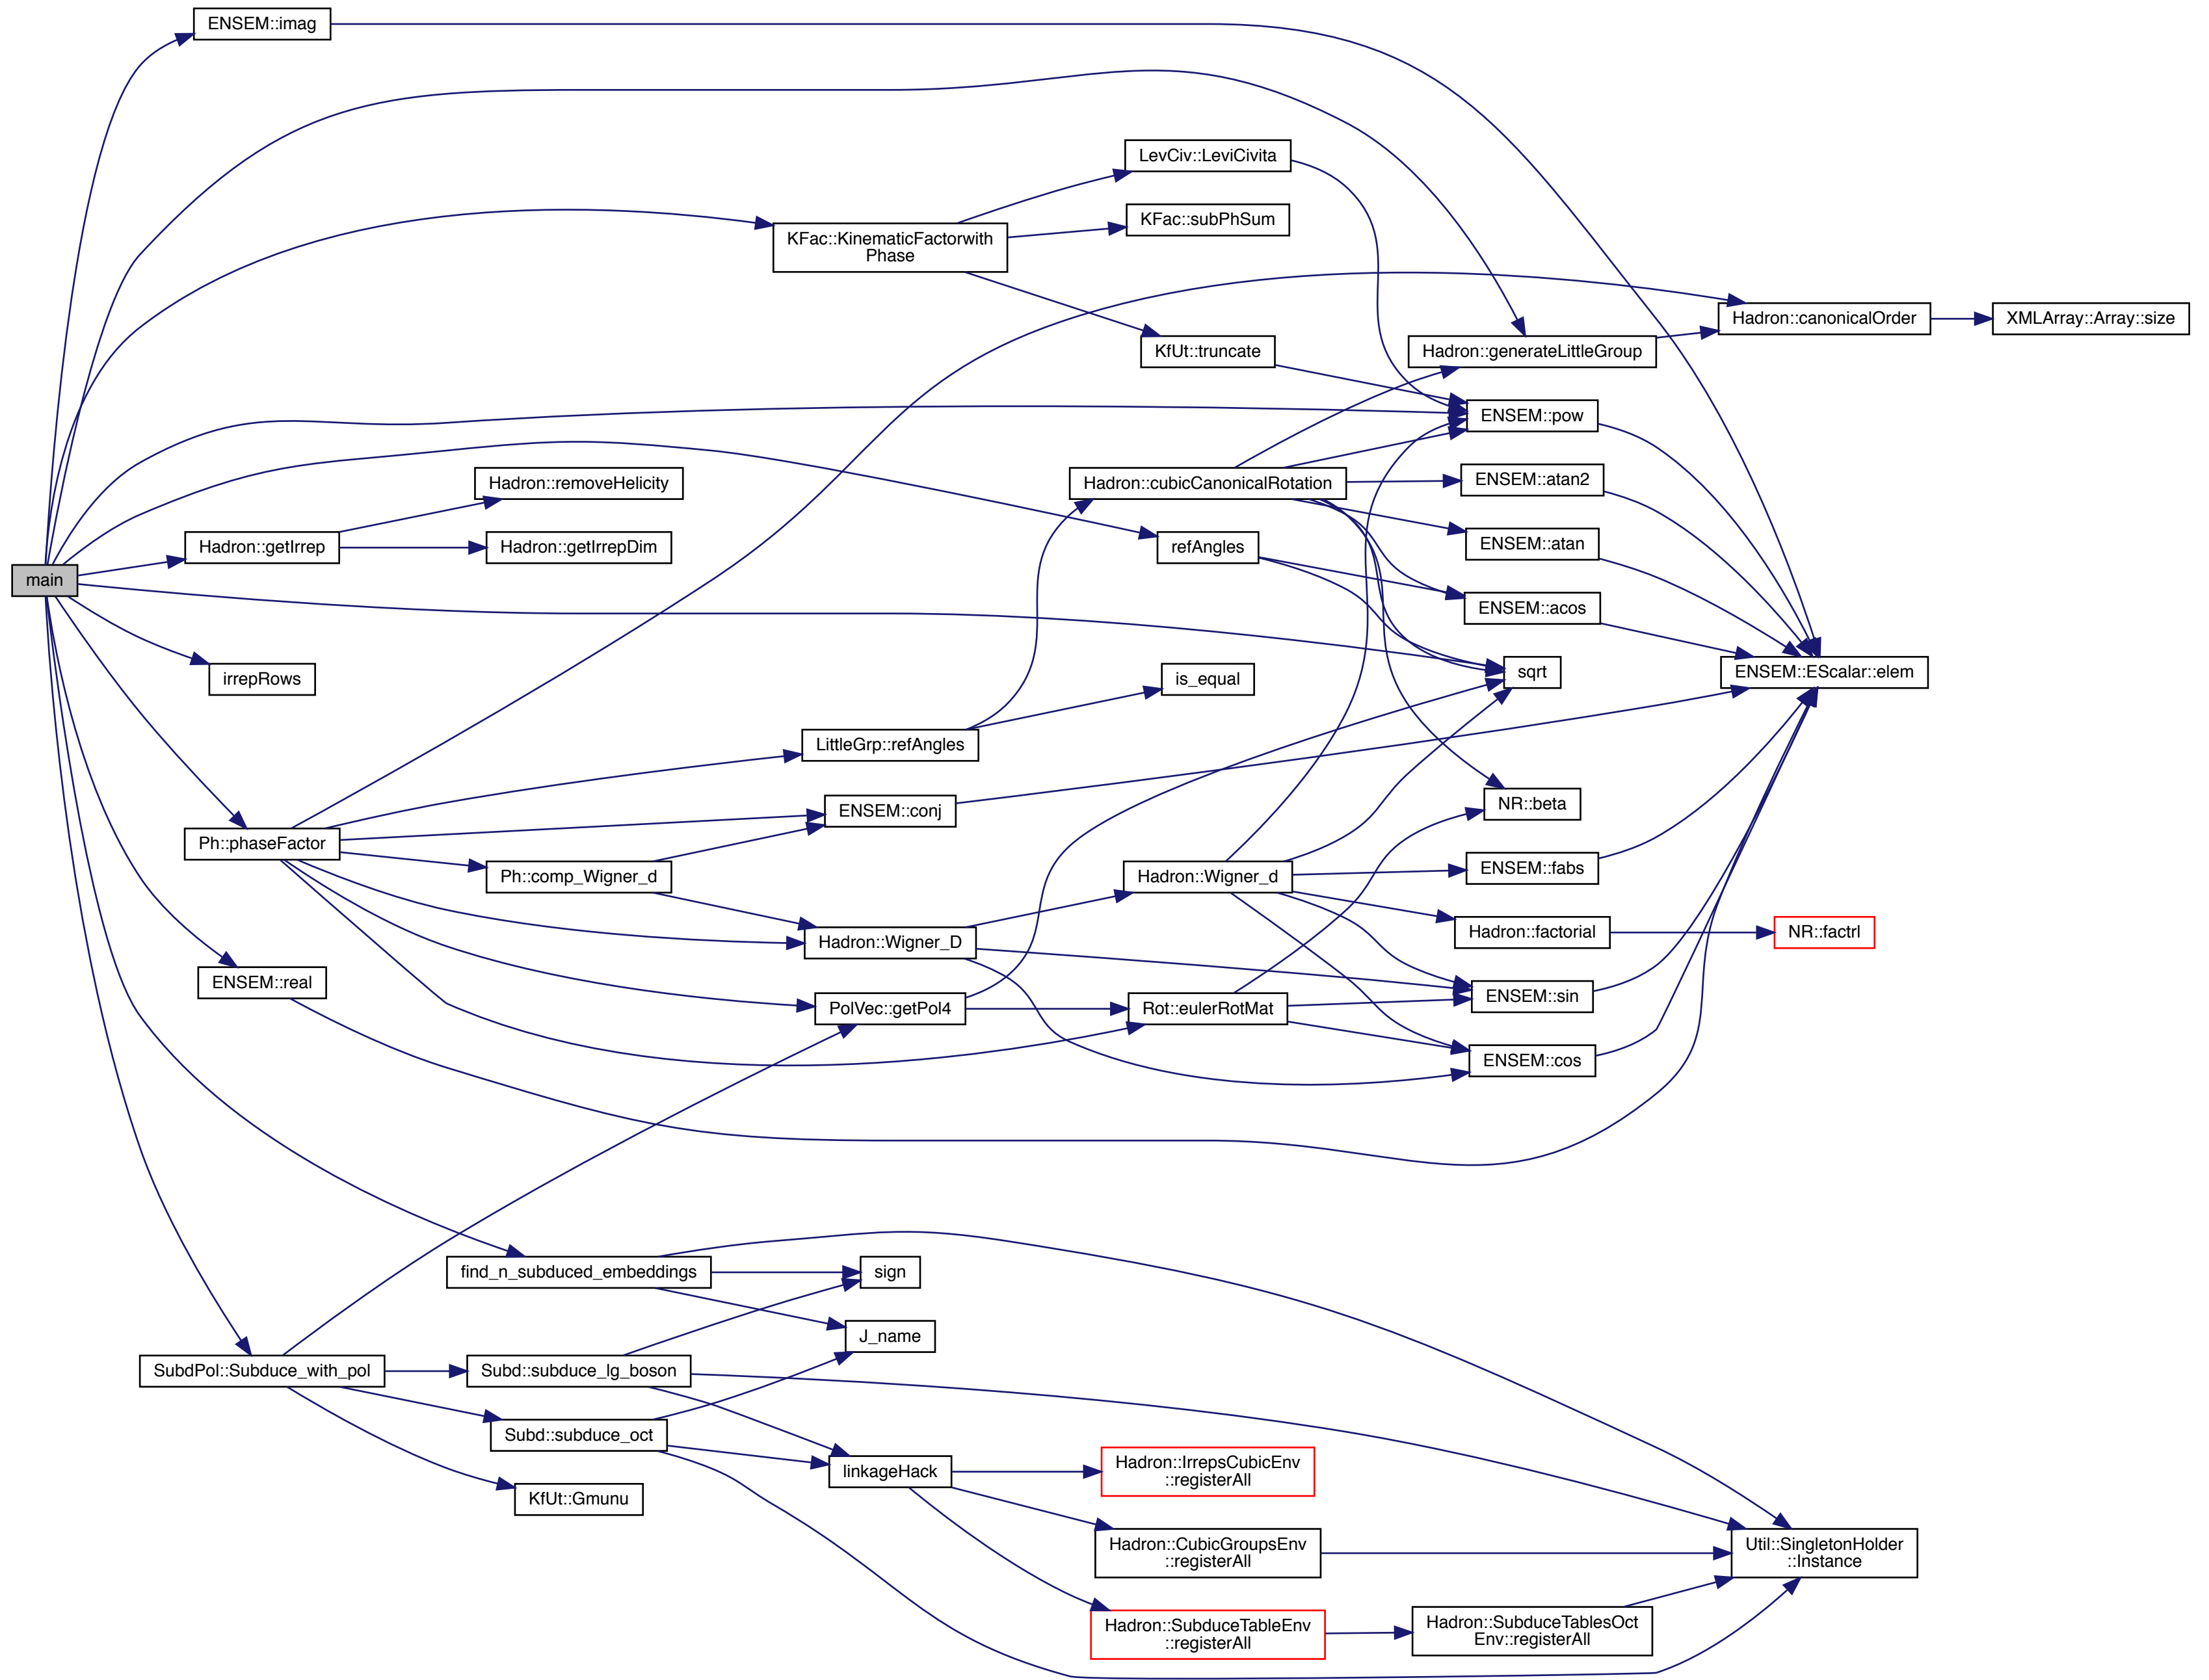 ENSEM::imag
LevCiv::LeviCivita
KFac::subPhSum
KFac::KinematicFactorwith
Phase
Hadron::canonicalOrder
XMLArray::Array::size
KfUt::truncate
Hadron::generateLittleGroup
ENSEM::pow
Hadron::removeHelicity
Hadron::cubicCanonicalRotation
ENSEM::atan2
Hadron::getIrrep
Hadron::getIrrepDim
refAngles
ENSEM::atan
main
ENSEM::acos
irrepRows
is_equal
sqrt
ENSEM::EScalar::elem
LittleGrp::refAngles
ENSEM::conj
NR::beta
Ph::phaseFactor
Ph::comp_Wigner_d
Hadron::Wigner_d
ENSEM::fabs
Hadron::Wigner_D
Hadron::factorial
NR::factrl
ENSEM::real
PolVec::getPol4
Rot::eulerRotMat
ENSEM::sin
ENSEM::cos
find_n_subduced_embeddings
sign
J_name
SubdPol::Subduce_with_pol
Subd::subduce_lg_boson
Subd::subduce_oct
linkageHack
Hadron::IrrepsCubicEnv
::registerAll
KfUt::Gmunu
Hadron::CubicGroupsEnv
::registerAll
Util::SingletonHolder
::Instance
Hadron::SubduceTableEnv
::registerAll
Hadron::SubduceTablesOct
Env::registerAll